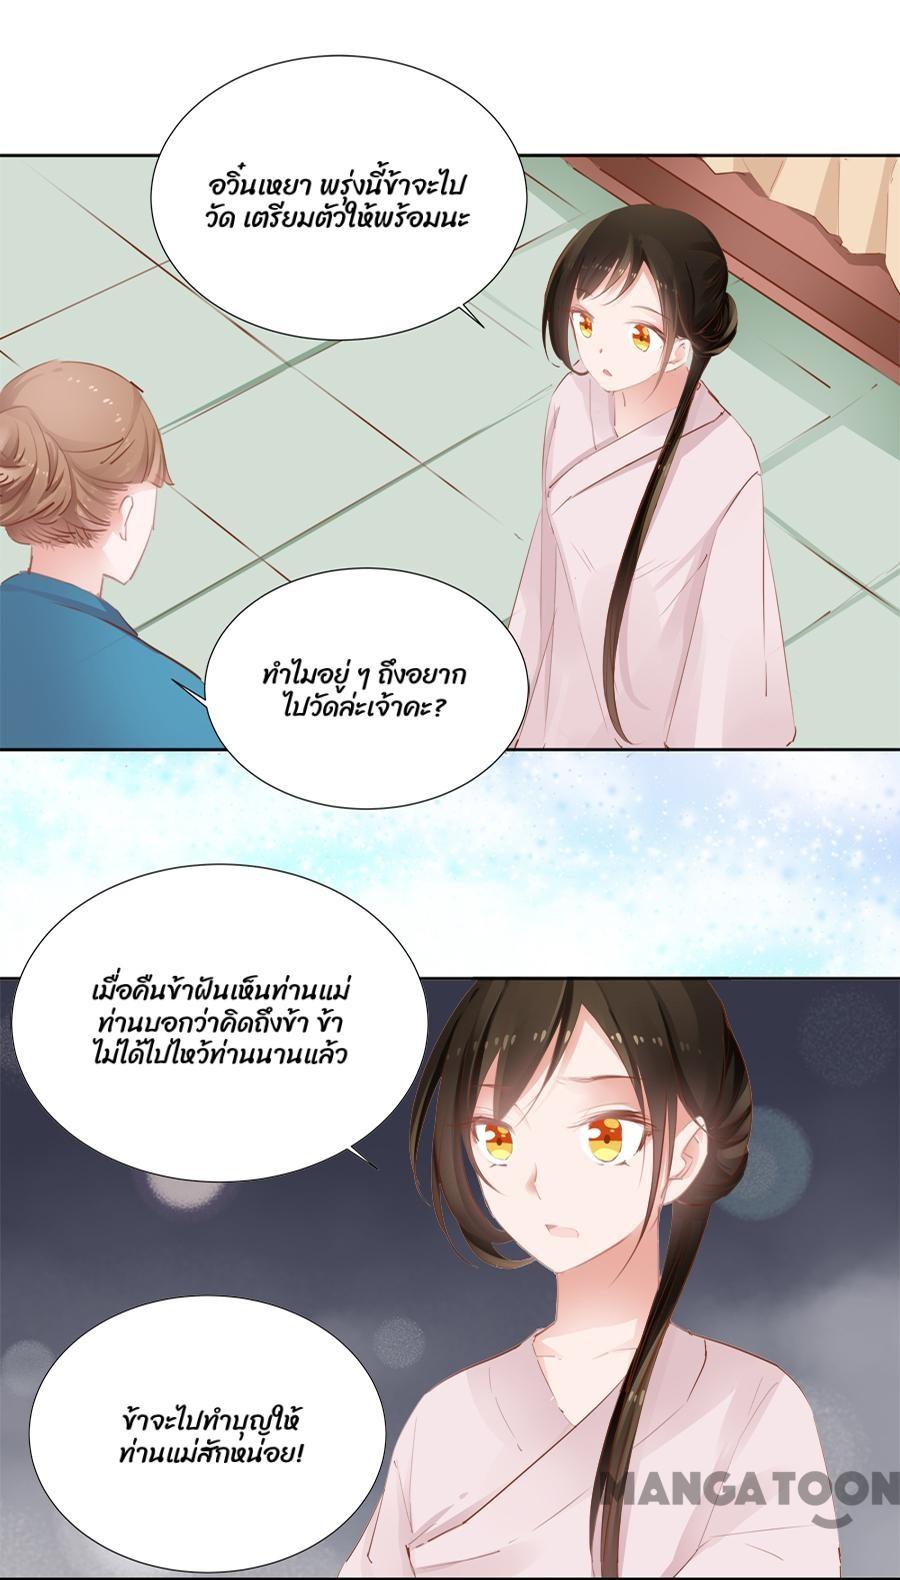 อวิ๋นเหยา พรุ่งนี้ข้าจะไป
วัด เตรียมตัวให้พร้อมนะ
ทำไมอยู่ ๆ ถึงอยาก
ไปวัดล่ะเจ้าคะ?
เมื่อคืนข้าฝันเห็นท่านแม่
ท่านบอกว่าคิดถึงข้า ข้า
ไม่ได้ไปไหว้ท่านนานแล้ว
ข้าจะไปทำบุญให้
ท่านแม่สักหน่อย!
MANGATOON